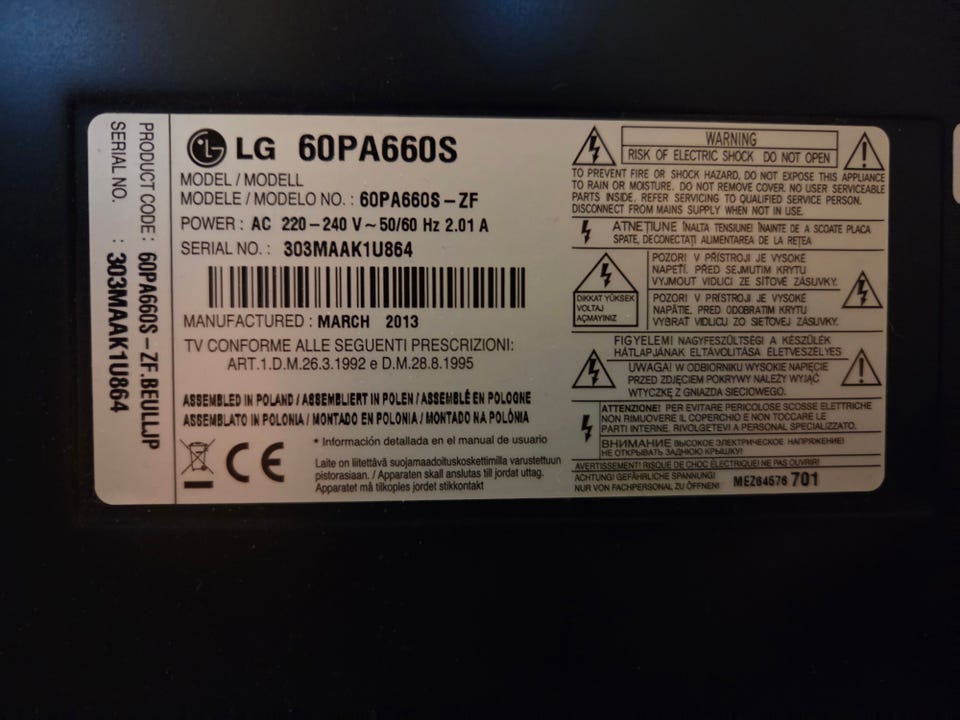 PRODUCT CODE : 60PA660S-ZF.BEULLJP
SERIAL NO. : 303MAAK1U864
LG 60PA660S
MODEL / MODELL
MODELE / MODELO NO. : 60PA660S-ZF
POWER : AC 220-240 V~50/60 Hz 2.01 A
SERIAL NO. : 303MAAK1U864
MANUFACTURED : MARCH 2013
TV CONFORME ALLE SEGUENTI PRESCRIZIONI:
ART.1.D.M.26.3.1992 e D.M.28.8.1995
ASSEMBLED IN POLAND / ASSEMBLIERT IN POLEN / ASSEMBLÉ EN POLOGNE
ASSEMBLATO IN POLONIA / MONTADO EN POLONIA / MONTADO NA POLÔNIA
* Información detallada en el manual de usuario
CE
Laite on liitettävä suojamaadoituskoskettimilla varustettuun
pistorasiaan. / Apparaten skall anslutas till jordat uttag.
Apparatet må tilkoples jordet stikkontakt
WARNING
RISK OF ELECTRIC SHOCK DO NOT OPEN
TO PREVENT FIRE OR SHOCK HAZARD, DO NOT EXPOSE THIS APPLIANCE
TO RAIN OR MOISTURE. DO NOT REMOVE COVER. NO USER SERVICEABLE
PARTS INSIDE. REFER SERVICING TO QUALIFIED SERVICE PERSON.
DISCONNECT FROM MAINS SUPPLY WHEN NOT IN USE.
ATNEŢIUNE ÎNALTA TENSIUNE! ÎNAINTE DE A SCOATE PLACA
SPATE, DECONECTAŢI ALIMENTAREA DE LA REŢEA
DIKKAT YÜKSEK
VOLTAJ
AÇMAYINIZ
POZOR! V PŘÍSTROJI JE VYSOKÉ
NAPĚTÍ. PŘED SEJMUTIM KRYTU
VYJMOUT VIDLICI ZE SÍŤOVÉ ZÁSUVKY.
POZOR! V PRÍSTROJI JE VYSOKÉ
NAPÄTIE. PRED ODOBRATIM KRYTU
VYBRAŤ VIDLICU ZO SIEŤOVEJ ZÁSUVKY.
FIGYELEM! NAGYFESZÜLTSÉG! A KÉSZÜLÉK
HÁTLAPJÁNAK ELTÁVOLÍTÁSA ÉLETVESZÉLYES
UWAGA! W ODBIORNIKU WYSOKIE NAPIĘCIE
PRZED ZDJĘCIEM POKRYWY NALEŻY WYJĄĆ
WTYCZKĘ Z GNIAZDA SIECIOWEGO.
ATTENZIONE! PER EVITARE PERICOLOSE SCOSSE ELETTRICHE
NON RIMUOVERE IL COPERCHIO E NON TOCCARE LE
PARTI INTERNE. RIVOLGETEVI A PERSONAL SPECIALIZZATO.
ВНИМАНИЕ ВЫСОКОЕ ЭЛЕКТРИЧЕСКОЕ НАПРЯЖЕНИЕ!
НЕ ОТКРЫВАТЬ ЗАДНЮЮ КРЫШКУ!
AVERTISSEMENT! RISQUE DE CHOC ÉLECTRIQUE! NE PAS OUVRIR!
ACHTUNG! GEFÄHRLICHE SPANNUNG!
NUR VON FACHPERSONAL ZU ÖFFNEN!
MEZ64576 701